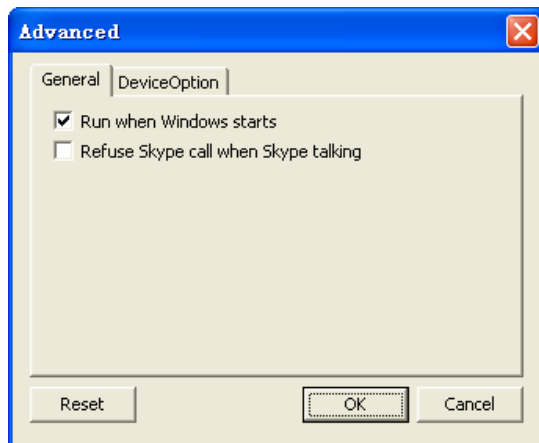 Advanced
General DeviceOption
Run when Windows starts
Refuse Skype call when Skype talking
Reset OK Cancel